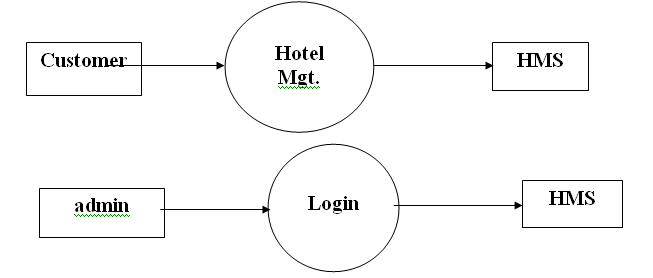 Customer
Hotel
Mgt.
HMS
admin
Login
HMS